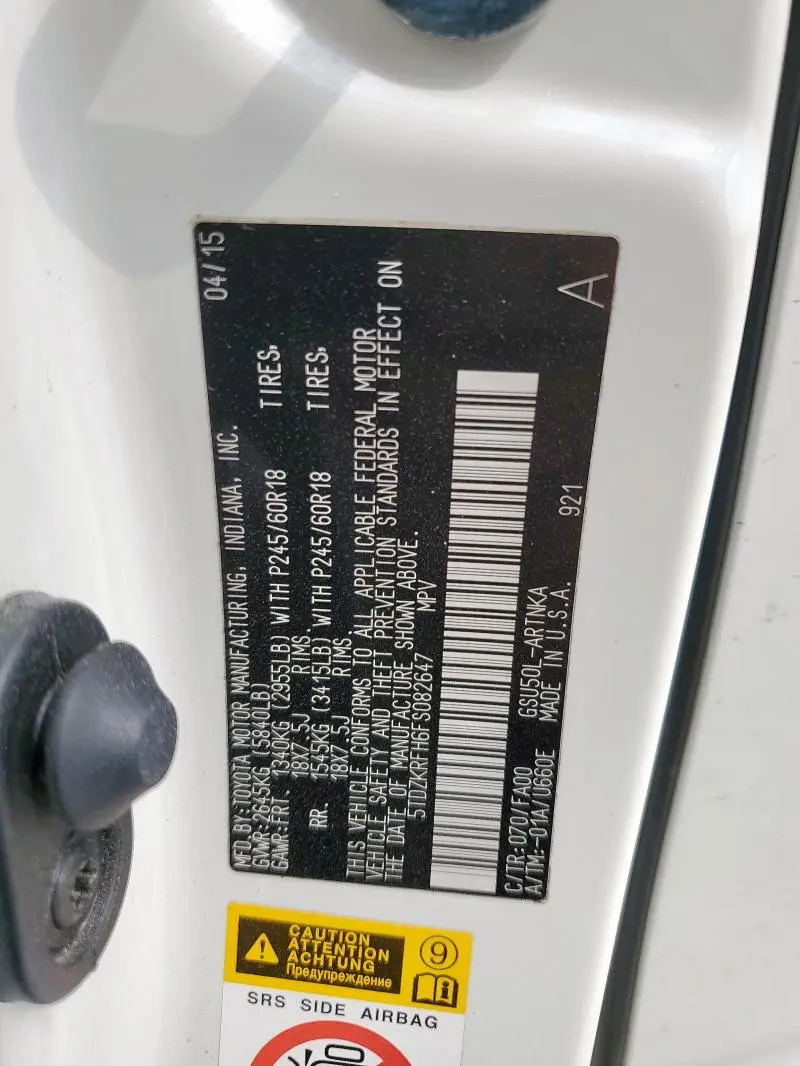 04/15
MFD. BY: TOYOTA MOTOR MANUFACTURING, INDIANA, INC.
GVWR: 2645KG (5840LB)
GAWR: FRT. 1340KG (2955LB) WITH P245/60R18 TIRES,
18X7.5J RIMS
RR. 1545KG (3415LB) WITH P245/60R18 TIRES,
18X7.5J RIMS.
THIS VEHICLE CONFORMS TO ALL APPLICABLE FEDERAL MOTOR
VEHICLE SAFETY AND THEFT PREVENTION STANDARDS IN EFFECT ON
THE DATE OF MANUFACTURE SHOWN ABOVE.
5TDZKRFH6FS082647 MPV
C/TR: 070/FA00 GSU50L-ARTNKA
A/TM: -01A/U660E MADE IN U.S.A. 921
A
CAUTION
ATTENTION
ACHTUNG
Предупреждение
9
SRS SIDE AIRBAG